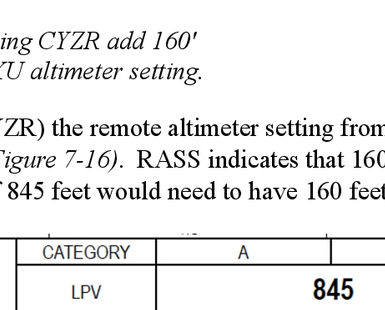 ing CYZR add 160'
XU altimeter setting.
YZR) the remote altimeter setting from
Figure 7-16). RASS indicates that 160
845 feet would need to have 160 feet
CATEGORY A
LPV 845